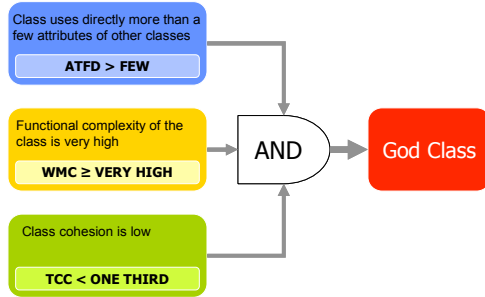 Class uses directly more than a
few attributes of other classes
ATFD > FEW
Functional complexity of the
class is very high
WMC ≥ VERY HIGH
AND
God Class
Class cohesion is low
TCC < ONE THIRD